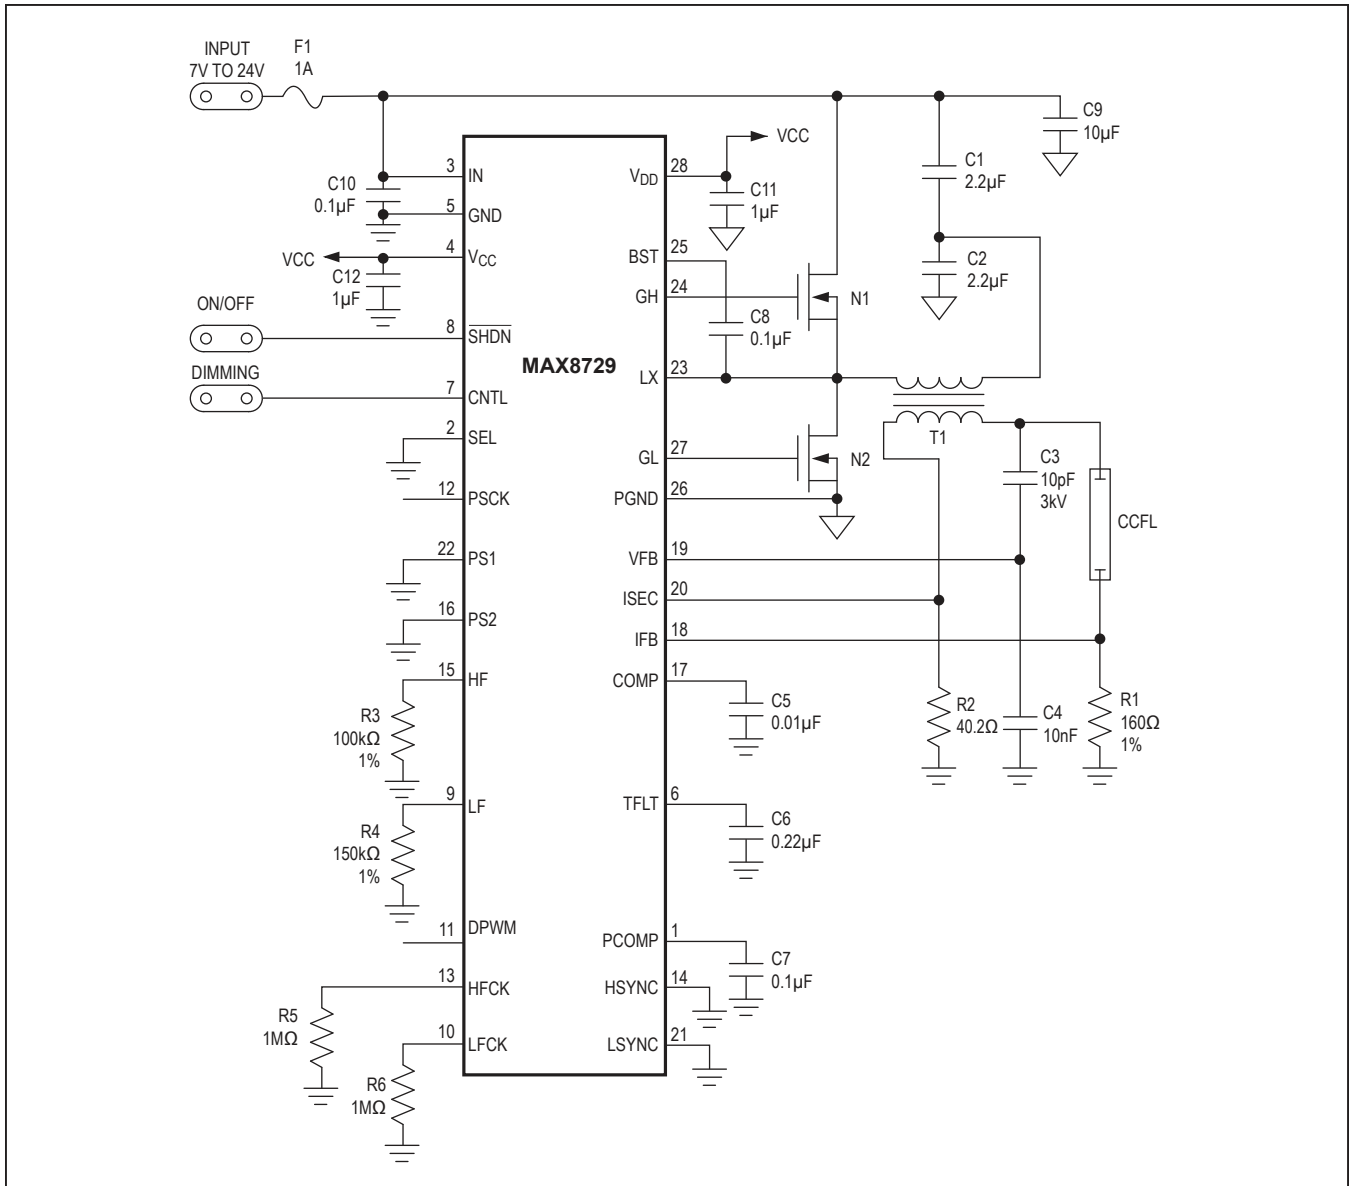 INPUT
7V TO 24V
F1
1A
C9
10µF
VCC
C1
2.2µF
3
IN
28
VDD
C10
0.1µF
C11
1µF
5
GND
4
VCC
VCC
C12
1µF
25
BST
C2
2.2µF
24
GH
N1
ON/OFF
C8
0.1µF
8
SHDN
MAX8729
23
LX
DIMMING
7
CNTL
2
SEL
T1
27
GL
N2
C3
10pF
3kV
12
PSCK
26
PGND
CCFL
22
PS1
19
VFB
20
ISEC
16
PS2
18
IFB
15
HF
17
COMP
R3
100kΩ
1%
C5
0.01µF
R2
40.2Ω
C4
10nF
R1
160Ω
1%
9
LF
6
TFLT
R4
150kΩ
1%
C6
0.22µF
11
DPWM
1
PCOMP
C7
0.1µF
13
HFCK
14
HSYNC
R5
1MΩ
10
LFCK
21
LSYNC
R6
1MΩ